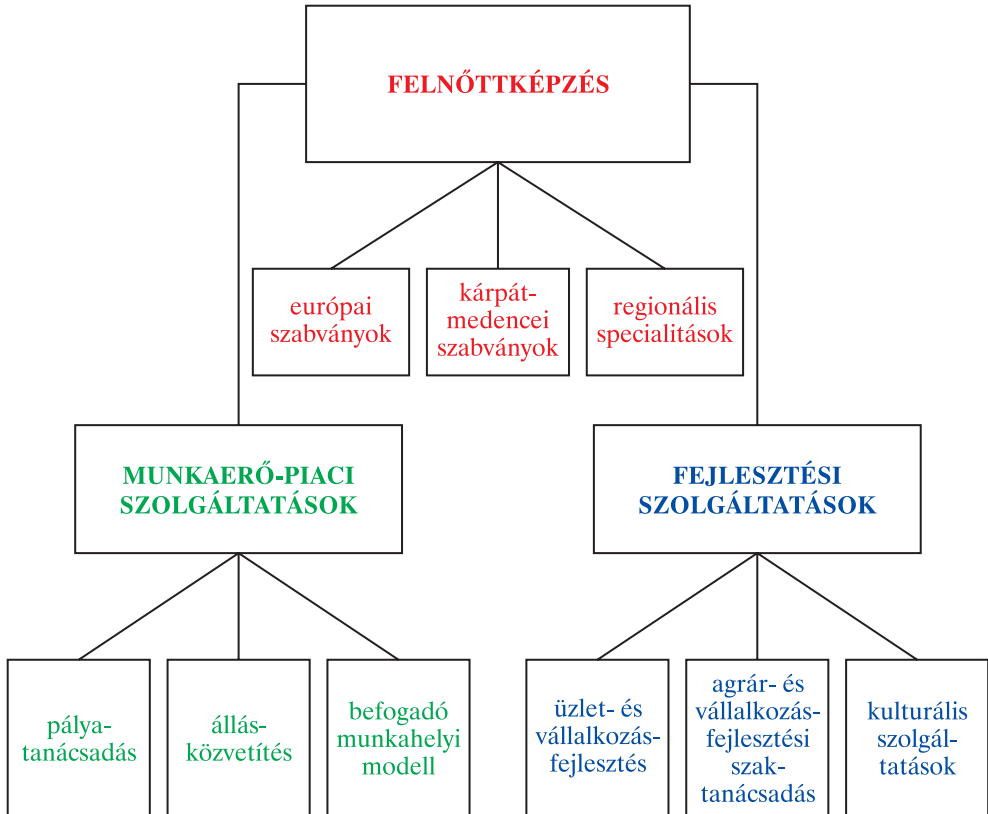 FELNŐTTKÉPZÉS
európai
szabványok
kárpát-
medencei
szabványok
regionális
specialitások
MUNKAERŐ-PIACI
SZOLGÁLTATÁSOK
FEJLESZTÉSI
SZOLGÁLTATÁSOK
pálya-
tanácsadás
állás-
közvetítés
befogadó
munkahelyi
modell
üzlet- és
vállalkozás-
fejlesztés
agrár- és
vállalkozás-
fejlesztési
szak-
tanácsadás
kulturális
szolgál-
tatások